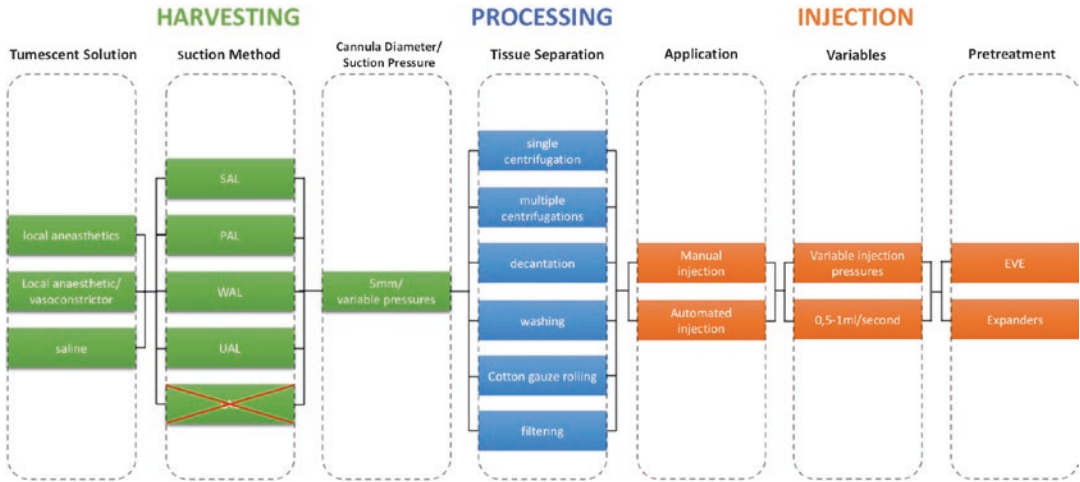 HARVESTING
PROCESSING
INJECTION
Tumescent Solution
suction Method
Cannula Diameter/
Suction Pressure
Tissue Separation
Application
Variables
Pretreatment
local aneasthetics
Local anaesthetic/
vasoconstrictor
saline
SAL
PAL
WAL
UAL
5mm/
variable pressures
single
centrifugation
multiple
centrifugations
decantation
washing
Cotton gauze rolling
filtering
Manual
injection
Automated
injection
Variable injection
pressures
0,5-1ml/second
EVE
Expanders